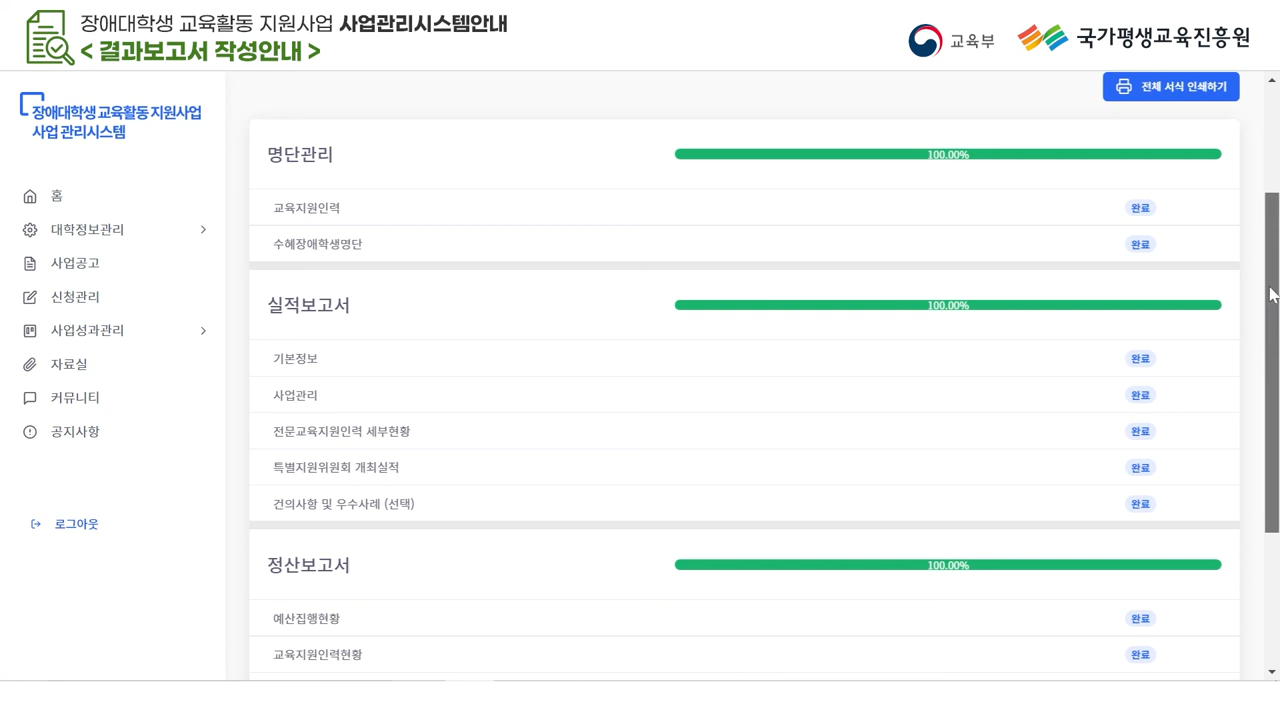 장애대학생 교육활동 지원사업 사업관리시스템안내
< 결과보고서 작성안내 >
교육부
국가평생교육진흥원
전체 서식 인쇄하기
장애대학생 교육활동 지원사업
사업 관리시스템
홈
대학정보관리
사업공고
신청관리
사업성과관리
자료실
커뮤니티
공지사항
로그아웃
명단관리 100.00%
교육지원인력 완료
수혜장애학생명단 완료
실적보고서 100.00%
기본정보 완료
사업관리 완료
전문교육지원인력 세부현황 완료
특별지원위원회 개최실적 완료
건의사항 및 우수사례 (선택) 완료
정산보고서 100.00%
예산집행현황 완료
교육지원인력현황 완료